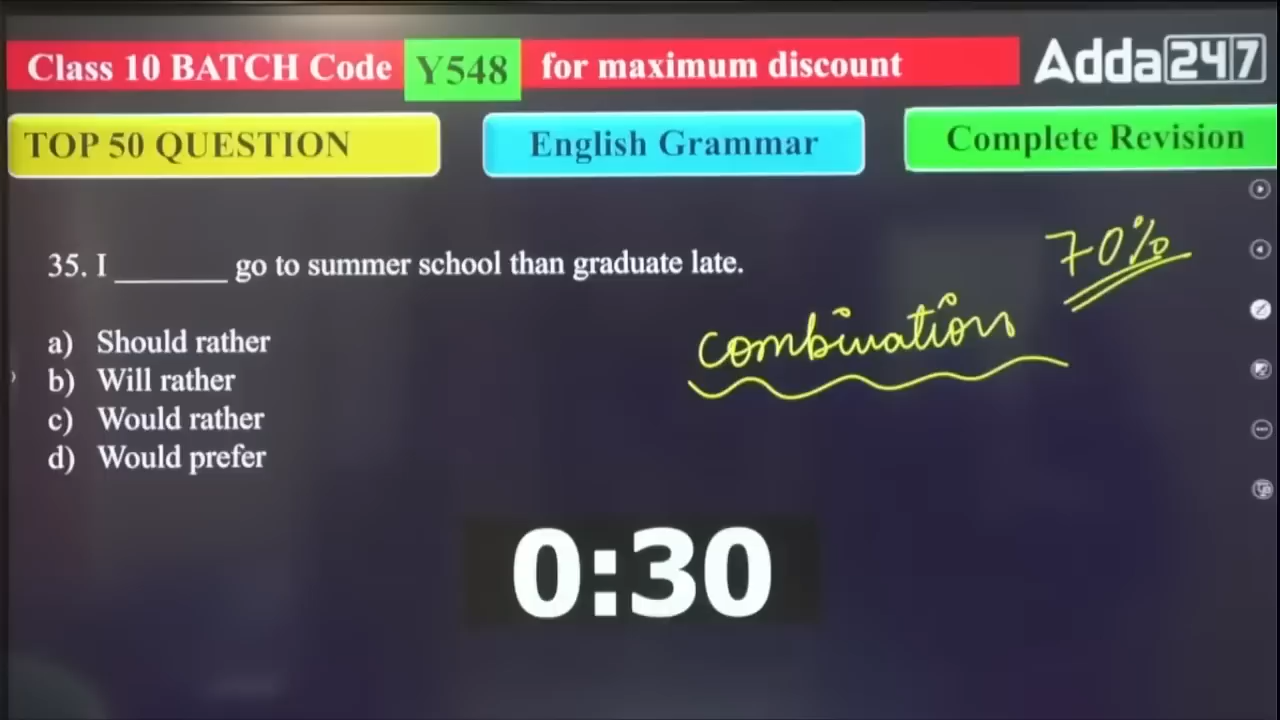 Class 10 BATCH Code Y548 for maximum discount
Adda247
TOP 50 QUESTION
English Grammar
Complete Revision
70%
35. I _______ go to summer school than graduate late.
combination
a) Should rather
b) Will rather
c) Would rather
d) Would prefer
0:30